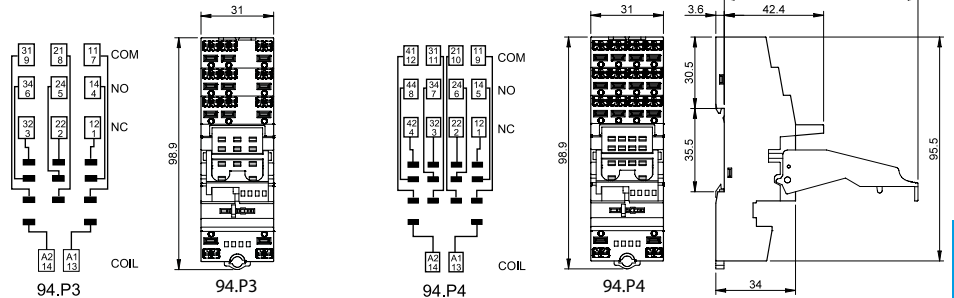 31 21 11 COM
9 8 7
34 24 14 NO
6 5 4
32 22 12 NC
3 2 1
A2 A1 COIL
14 13
94.P3
31
98.9
94.P3
41 31 21 11 COM
12 11 10 9
44 34 24 14 NO
8 7 6 5
42 32 22 12 NC
4 3 2 1
A2 A1 COIL
14 13
94.P4
31
98.9
94.P4
3.6 42.4
30.5
35.5
95.5
34